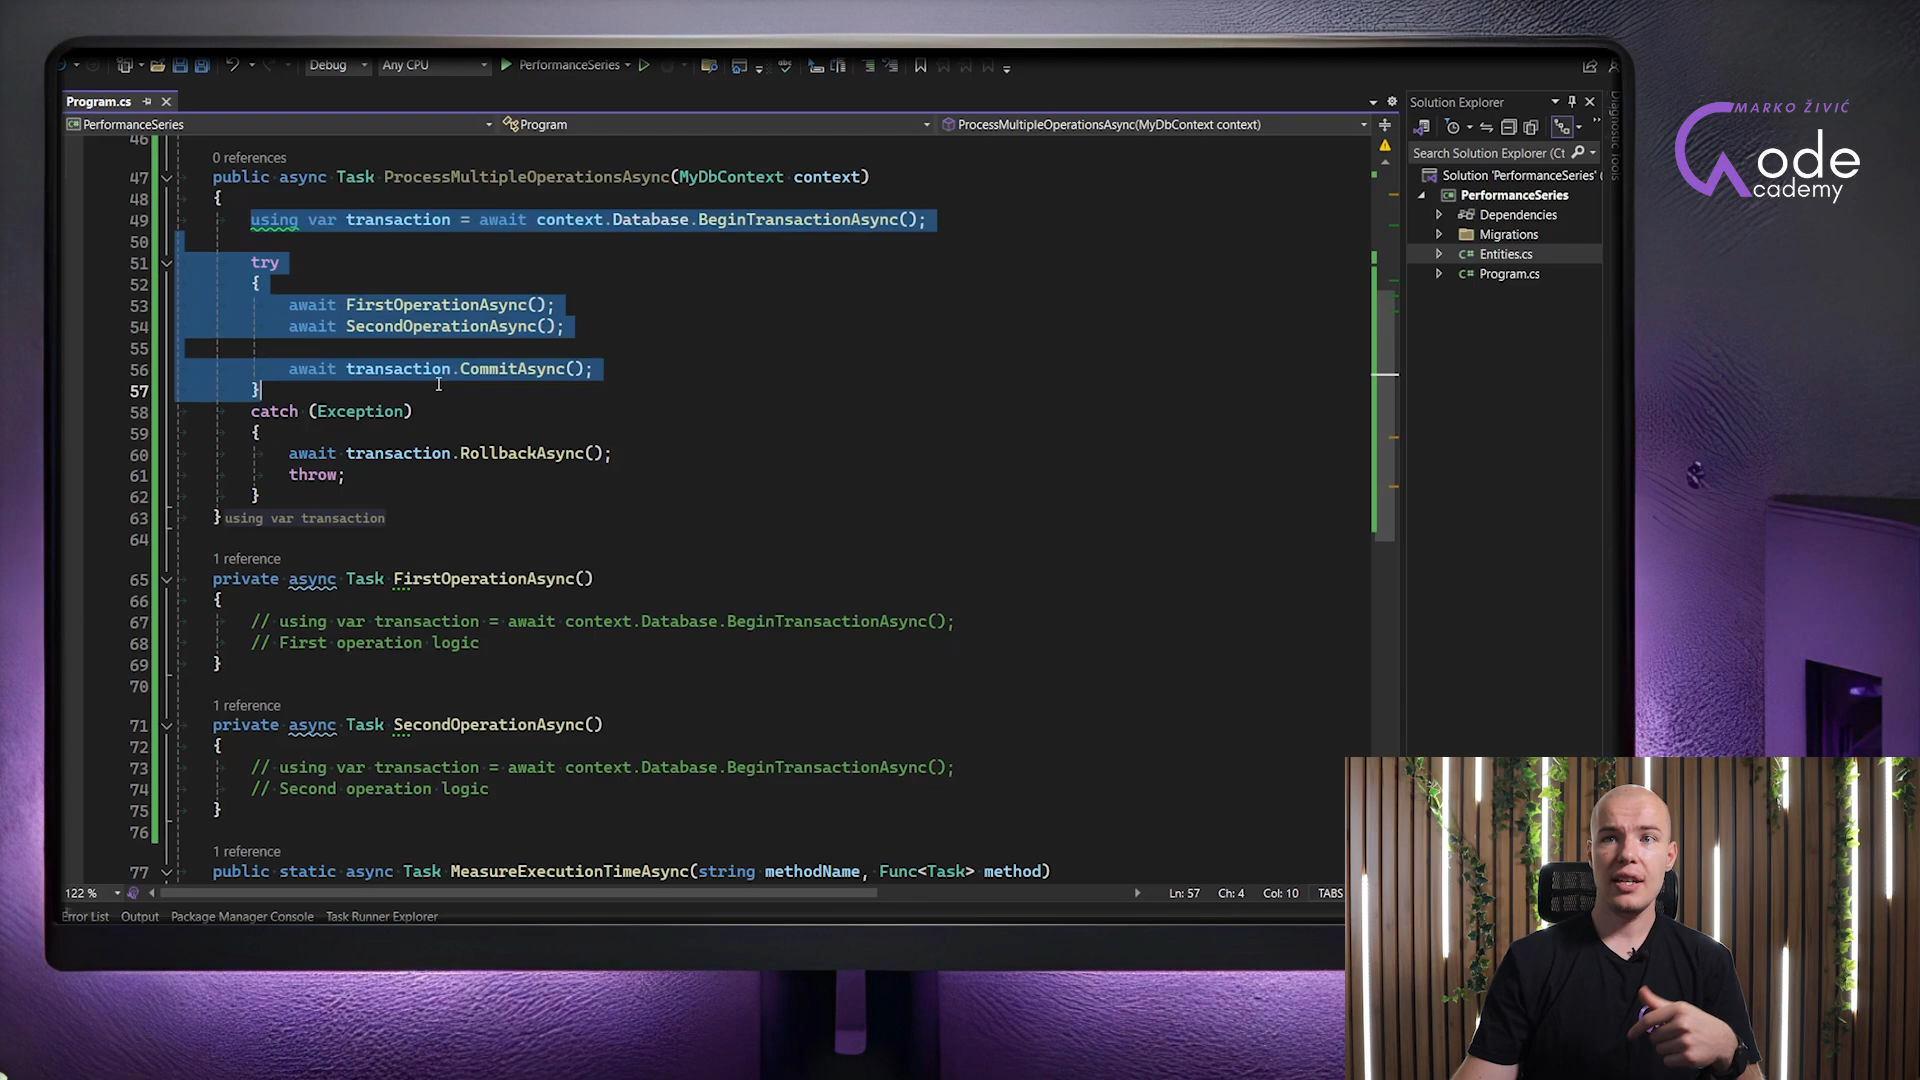 Debug
Any CPU
PerformanceSeries
Program.cs
PerformanceSeries
Program
ProcessMultipleOperationsAsync(MyDbContext context)
46
0 references
47 public async Task ProcessMultipleOperationsAsync(MyDbContext context)
48 {
49 using var transaction = await context.Database.BeginTransactionAsync();
50
51 try
52 {
53 await FirstOperationAsync();
54 await SecondOperationAsync();
55
56 await transaction.CommitAsync();
57 }
58 catch (Exception)
59 {
60 await transaction.RollbackAsync();
61 throw;
62 }
63 } using var transaction
64
1 reference
65 private async Task FirstOperationAsync()
66 {
67 // using var transaction = await context.Database.BeginTransactionAsync();
68 // First operation logic
69 }
70
1 reference
71 private async Task SecondOperationAsync()
72 {
73 // using var transaction = await context.Database.BeginTransactionAsync();
74 // Second operation logic
75 }
76
1 reference
77 public static async Task MeasureExecutionTimeAsync(string methodName, Func<Task> method)
122 %
Ln: 57 Ch: 4 Col: 10 TABS
Error List Output Package Manager Console Task Runner Explorer
Solution Explorer
Search Solution Explorer (Ct
Solution 'PerformanceSeries'
PerformanceSeries
Dependencies
Migrations
C# Entities.cs
C# Program.cs
Diagnostic Tools
MARKO ŽIVIĆ
Code
Academy